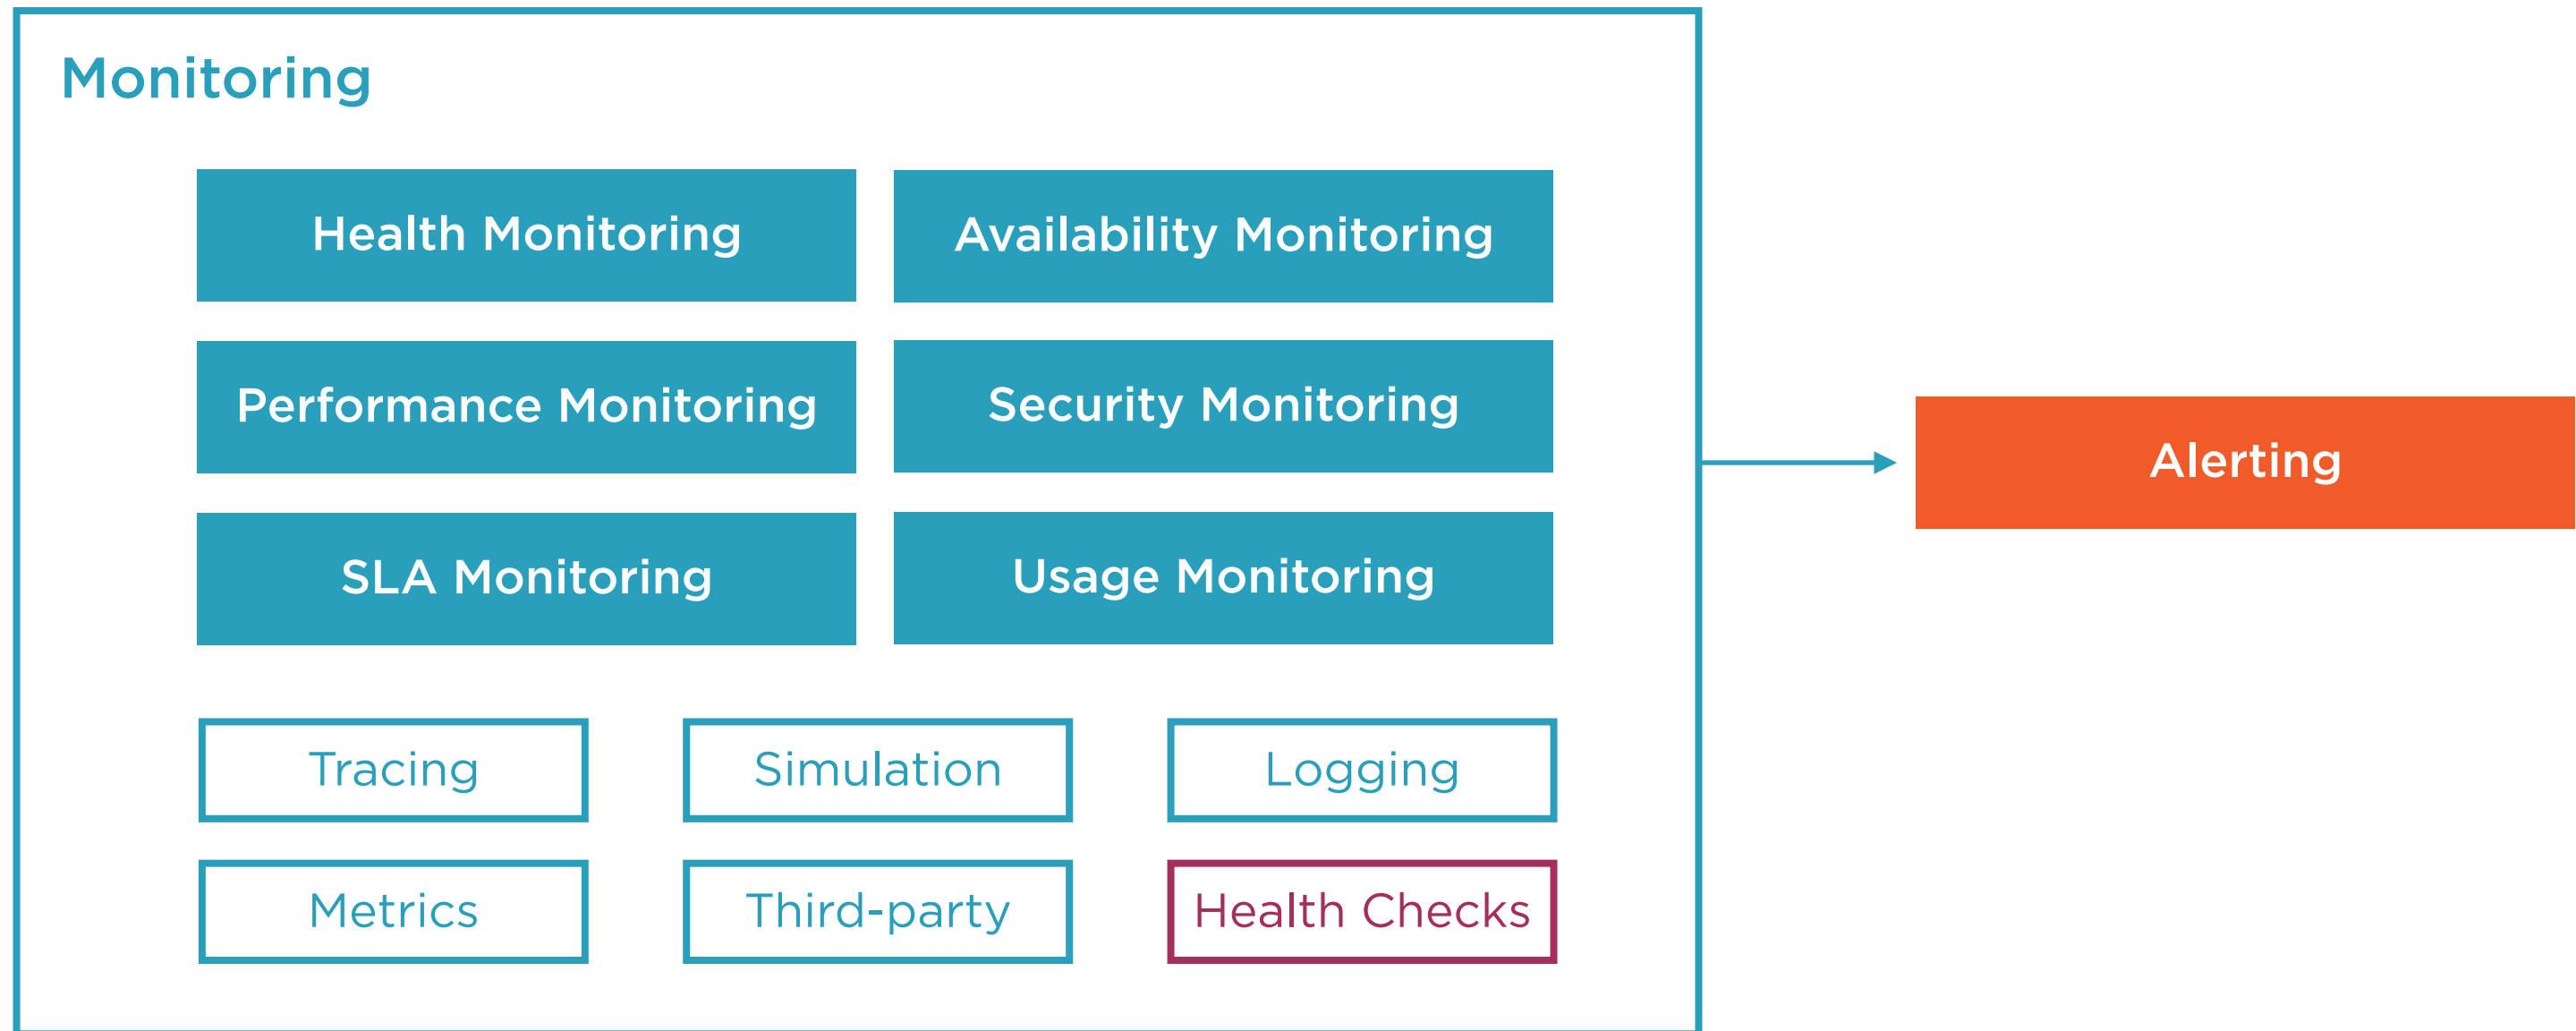 Monitoring
Health Monitoring
Availability Monitoring
Performance Monitoring
Security Monitoring
SLA Monitoring
Usage Monitoring
Tracing
Simulation
Logging
Metrics
Third-party
Health Checks
Alerting